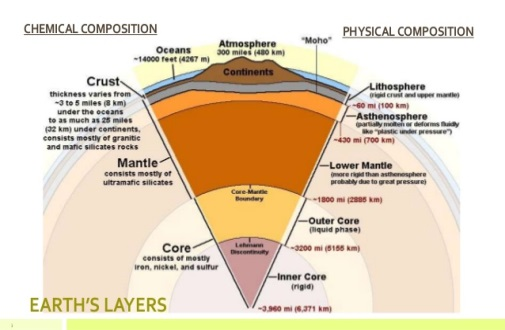 CHEMICAL COMPOSITION
PHYSICAL COMPOSITION
Oceans
~14000 feet (4267 m)
Atmosphere
300 miles (480 km)
"Moho"
Continents
Crust
thickness varies from
~3 to 5 miles (8 km)
under the oceans
to as much as 25 miles
(32 km) under continents,
consists mostly of granitic
and mafic silicates rocks
Mantle
consists mostly of
ultramafic silicates
Core
consists of mostly
iron, nickel, and sulfur
Core-Mantle
Boundary
Lehmann
Discontinuity
Lithosphere
(rigid crust and upper mantle)
~60 mi (100 km)
Asthenosphere
(partially molten or deforms fluidly
like "plastic under pressure")
~430 mi (700 km)
Lower Mantle
(more rigid than asthenosphere
probably due to great pressure)
~1800 mi (2885 km)
Outer Core
(liquid phase)
~3200 mi (5155 km)
Inner Core
(rigid)
~3,960 mi (6,371 km)
EARTH'S LAYERS